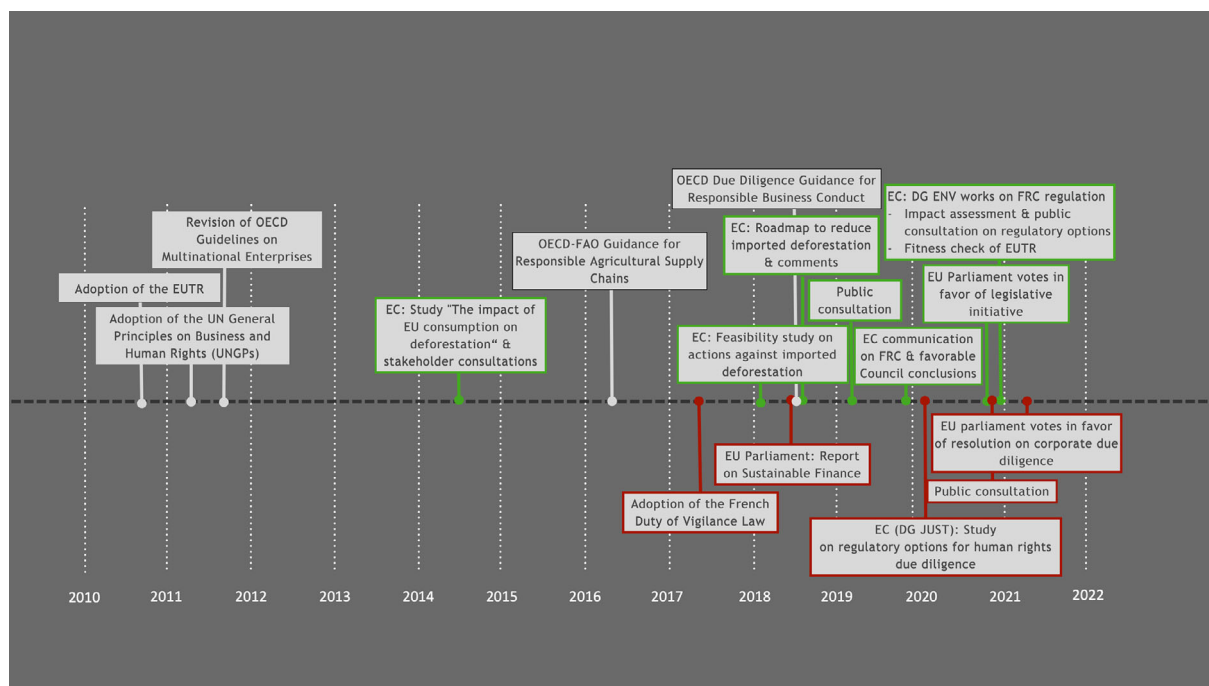 OECD Due Diligence Guidance for
Responsible Business Conduct
EC: DG ENV works on FRC regulation
- Impact assessment & public
consultation on regulatory options
- Fitness check of EUTR
Revision of OECD
Guidelines on
Multinational Enterprises
EC: Roadmap to reduce
imported deforestation
& comments
OECD-FAO Guidance for
Responsible Agricultural Supply
Chains
EU Parliament votes in
favor of legislative
initiative
Adoption of the EUTR
Public
consultation
EC: Study "The impact of
EU consumption on
deforestation“ &
stakeholder consultations
Adoption of the UN General
Principles on Business and
Human Rights (UNGPs)
EC: Feasibility study on
actions against imported
deforestation
EC communication
on FRC & favorable
Council conclusions
EU parliament votes in favor
of resolution on corporate due
diligence
EU Parliament: Report
on Sustainable Finance
Public consultation
Adoption of the French
Duty of Vigilance Law
EC (DG JUST): Study
on regulatory options for human rights
due diligence
2010 2011 2012 2013 2014 2015 2016 2017 2018 2019 2020 2021 2022